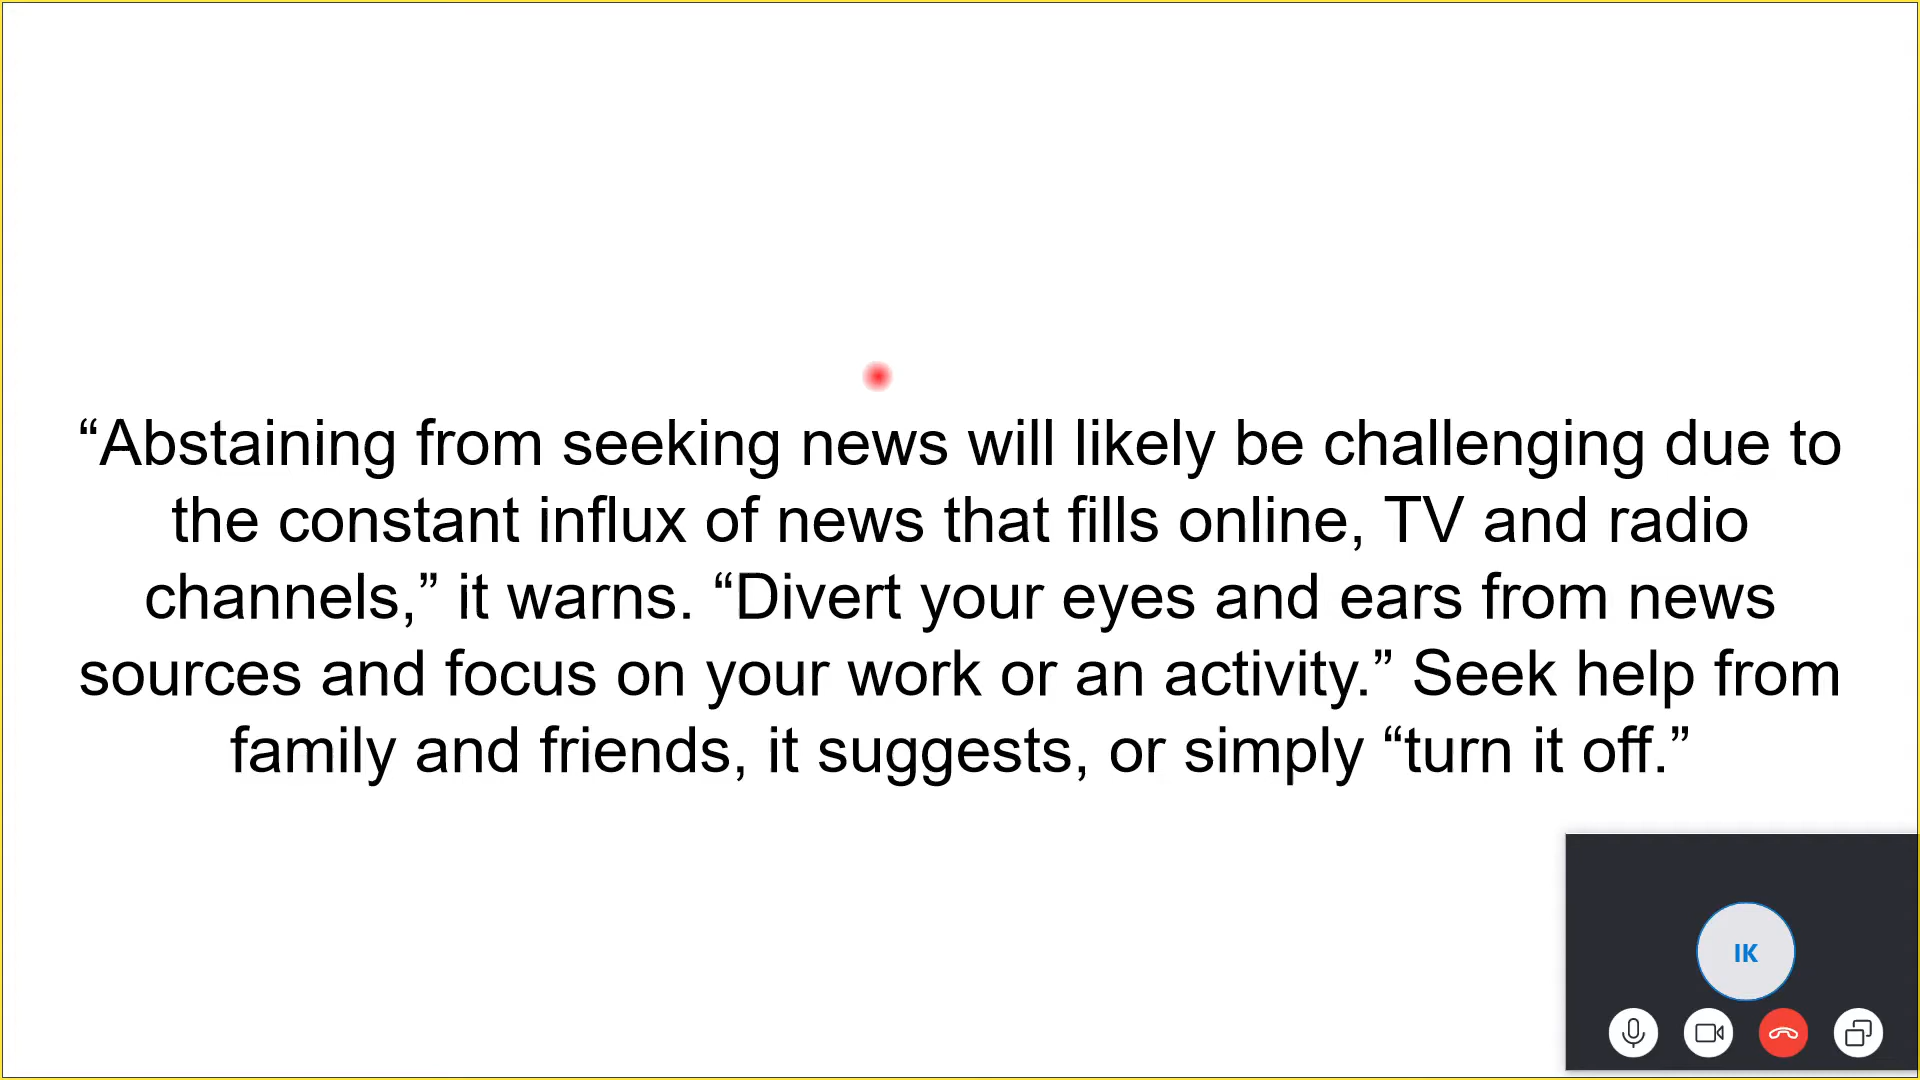 “Abstaining from seeking news will likely be challenging due to
the constant influx of news that fills online, TV and radio
channels,” it warns. “Divert your eyes and ears from news
sources and focus on your work or an activity.” Seek help from
family and friends, it suggests, or simply “turn it off.”
IK